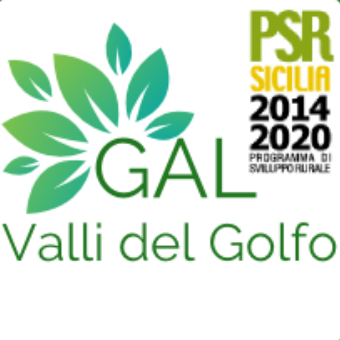 PSR
SICILIA
2014
2020
PROGRAMMA DI
SVILUPPO RURALE
GAL
Valli del Golfo